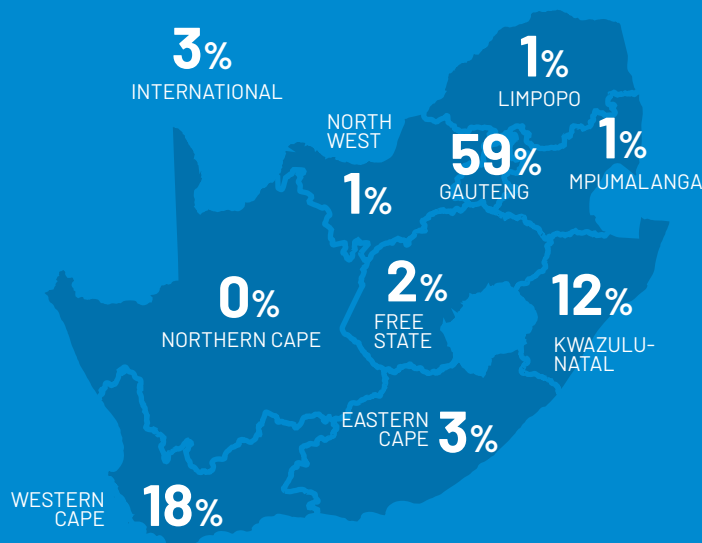 3%
INTERNATIONAL
1%
LIMPOPO
NORTH
WEST
1%
59%
GAUTENG
1%
MPUMALANGA
0%
NORTHERN CAPE
2%
FREE
STATE
12%
KWAZULU-
NATAL
EASTERN
CAPE
3%
WESTERN
CAPE
18%